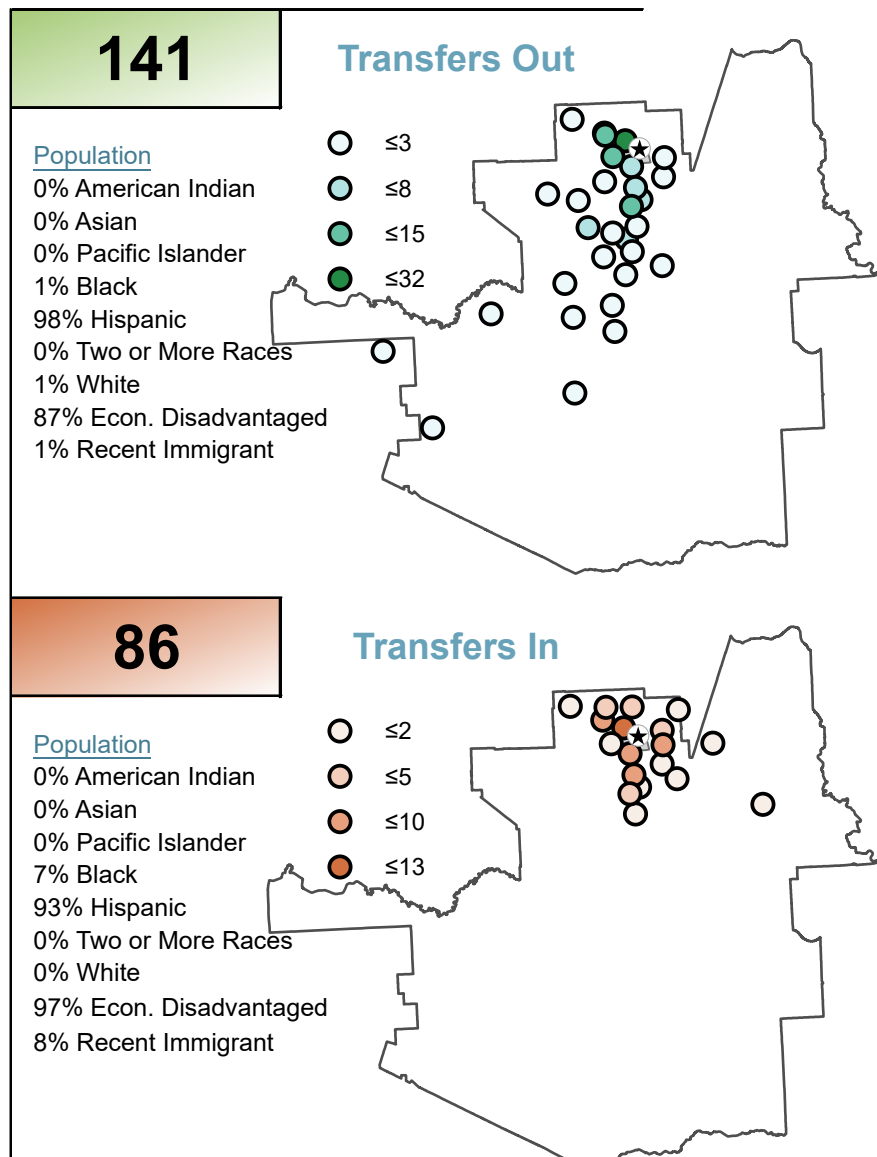 141
Transfers Out
Population
0% American Indian
0% Asian
0% Pacific Islander
1% Black
98% Hispanic
0% Two or More Races
1% White
87% Econ. Disadvantaged
1% Recent Immigrant
≤3
≤8
≤15
≤32
86
Transfers In
Population
0% American Indian
0% Asian
0% Pacific Islander
7% Black
93% Hispanic
0% Two or More Races
0% White
97% Econ. Disadvantaged
8% Recent Immigrant
≤2
≤5
≤10
≤13